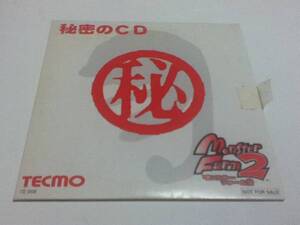 秘密のCD
秘
TECMO
Monster
Farm 2
NOT FOR SALE